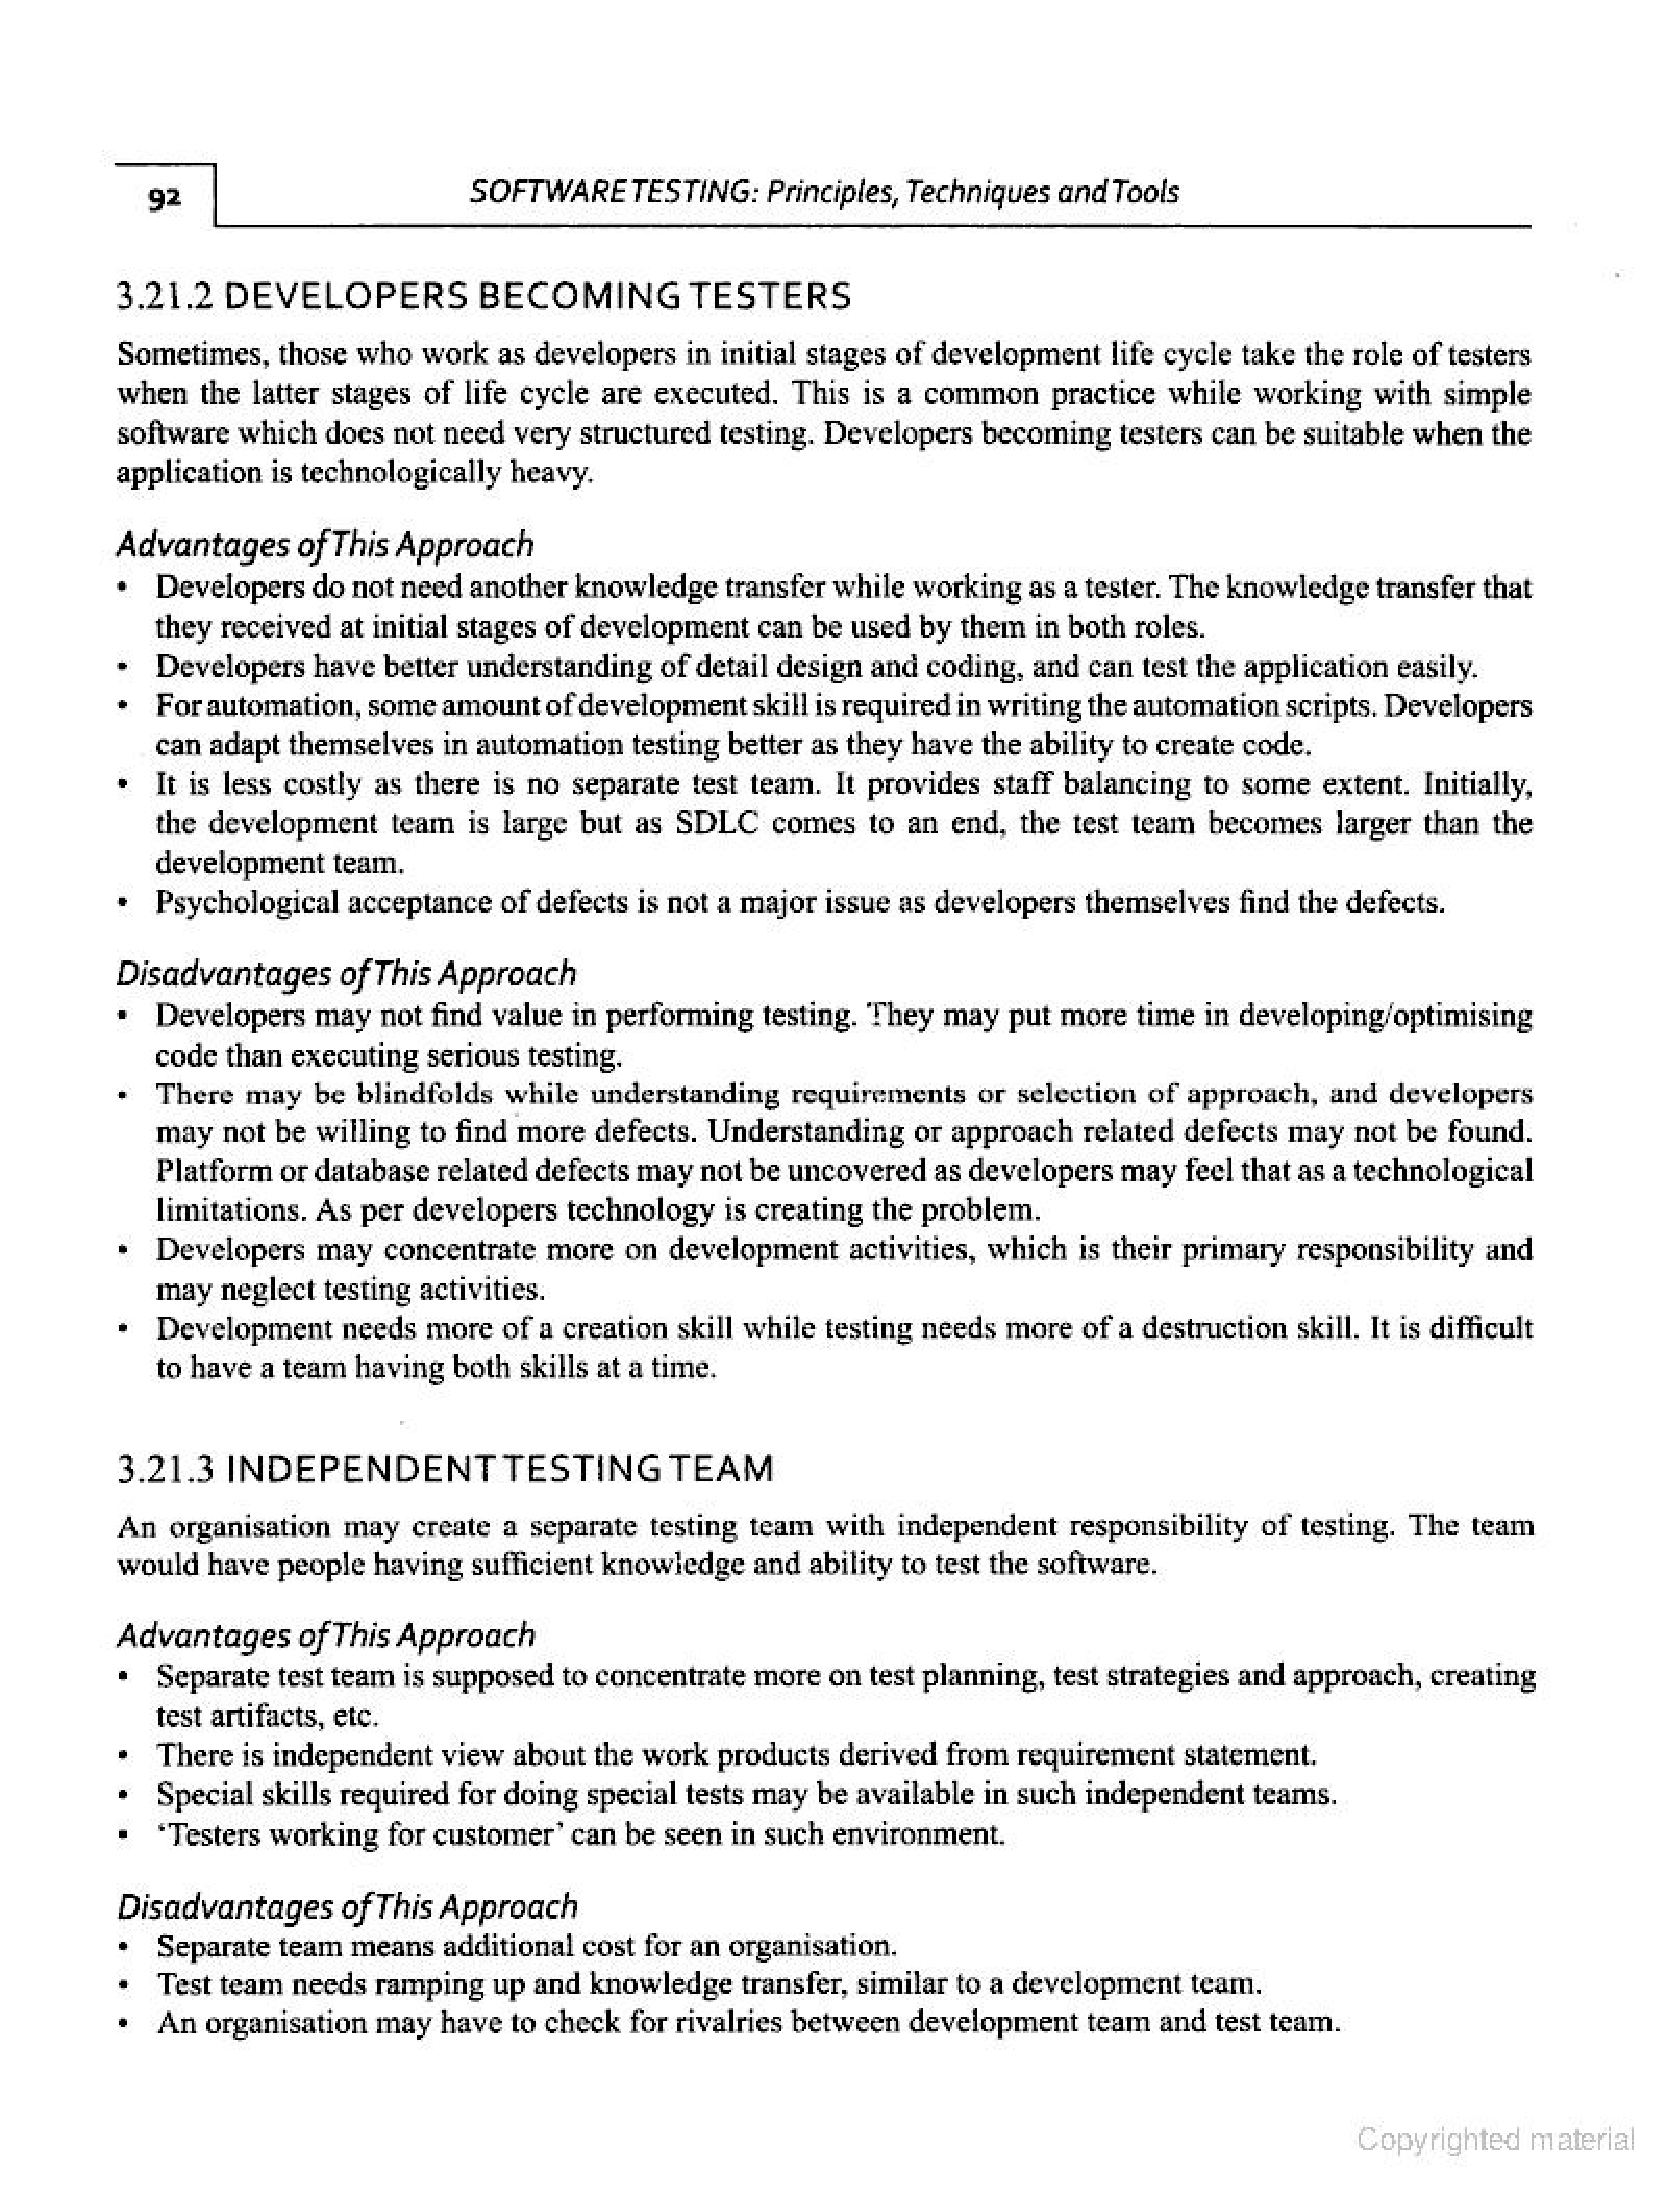 92
SOFTWARE TESTING: Principles, Techniques and Tools
3.21.2 DEVELOPERS BECOMING TESTERS
Sometimes, those who work as developers in initial stages of development life cycle take the role of testers
when the latter stages of life cycle are executed. This is a common practice while working with simple
software which does not need very structured testing. Developers becoming testers can be suitable when the
application is technologically heavy.
Advantages of This Approach
• Developers do not need another knowledge transfer while working as a tester. The knowledge transfer that
they received at initial stages of development can be used by them in both roles.
• Developers have better understanding of detail design and coding, and can test the application easily.
• For automation, some amount of development skill is required in writing the automation scripts. Developers
can adapt themselves in automation testing better as they have the ability to create code.
• It is less costly as there is no separate test team. It provides staff balancing to some extent. Initially,
the development team is large but as SDLC comes to an end, the test team becomes larger than the
development team.
• Psychological acceptance of defects is not a major issue as developers themselves find the defects.
Disadvantages of This Approach
• Developers may not find value in performing testing. They may put more time in developing/optimising
code than executing serious testing.
• There may be blindfolds while understanding requirements or selection of approach, and developers
may not be willing to find more defects. Understanding or approach related defects may not be found.
Platform or database related defects may not be uncovered as developers may feel that as a technological
limitations. As per developers technology is creating the problem.
• Developers may concentrate more on development activities, which is their primary responsibility and
may neglect testing activities.
• Development needs more of a creation skill while testing needs more of a destruction skill. It is difficult
to have a team having both skills at a time.
3.21.3 INDEPENDENT TESTING TEAM
An organisation may create a separate testing team with independent responsibility of testing. The team
would have people having sufficient knowledge and ability to test the software.
Advantages of This Approach
• Separate test team is supposed to concentrate more on test planning, test strategies and approach, creating
test artifacts, etc.
• There is independent view about the work products derived from requirement statement.
• Special skills required for doing special tests may be available in such independent teams.
• ‘Testers working for customer’ can be seen in such environment.
Disadvantages of This Approach
• Separate team means additional cost for an organisation.
• Test team needs ramping up and knowledge transfer, similar to a development team.
• An organisation may have to check for rivalries between development team and test team.
Copyrighted material